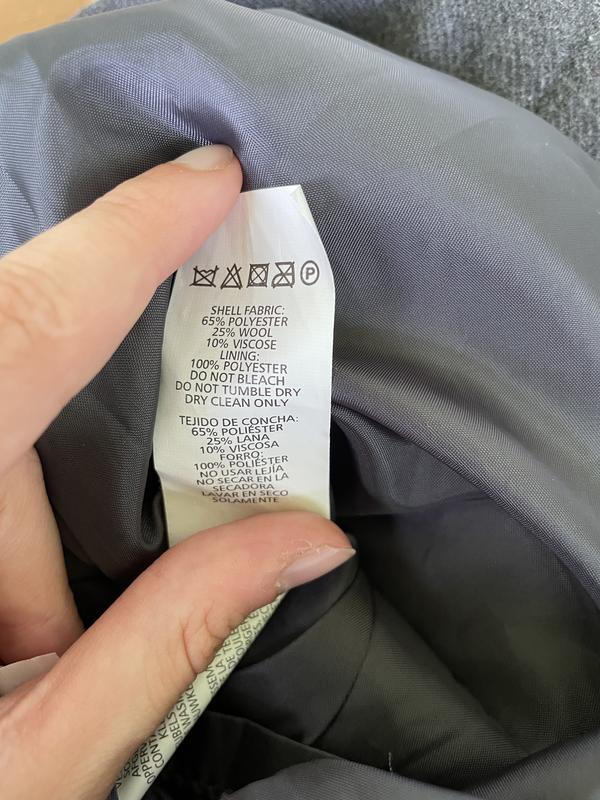 P
SHELL FABRIC:
65% POLYESTER
25% WOOL
10% VISCOSE
LINING:
100% POLYESTER
DO NOT BLEACH
DO NOT TUMBLE DRY
DRY CLEAN ONLY
TEJIDO DE CONCHA:
65% POLIÉSTER
25% LANA
10% VISCOSA
FORRO:
100% POLIÉSTER
NO USAR LEJÍA
NO SECAR EN LA
SECADORA
LAVAR EN SECO
SOLAMENTE